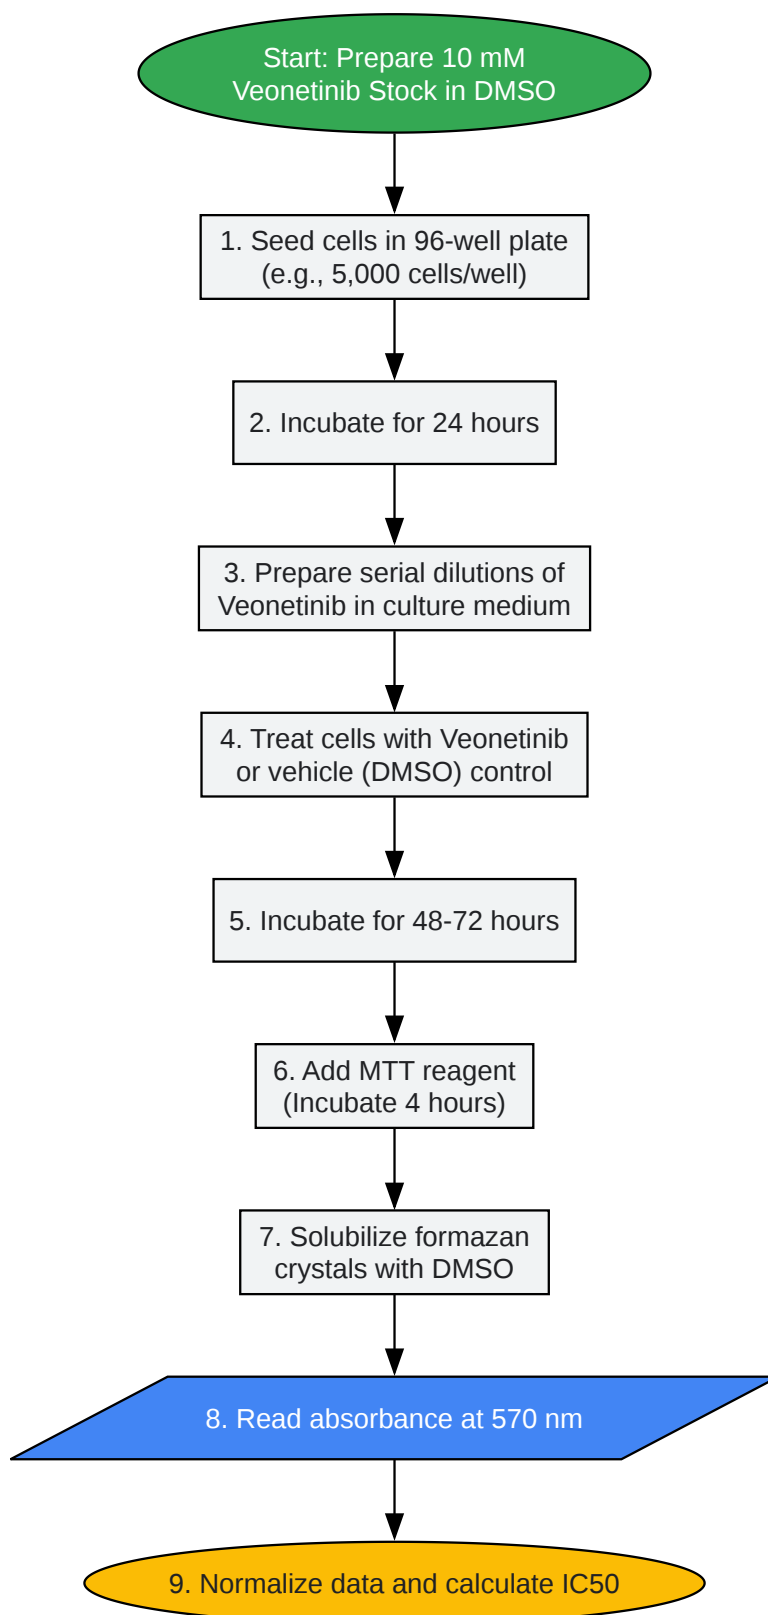 Start: Prepare 10 mM
Veonetinib Stock in DMSO
1. Seed cells in 96-well plate
(e.g., 5,000 cells/well)
2. Incubate for 24 hours
3. Prepare serial dilutions of
Veonetinib in culture medium
4. Treat cells with Veonetinib
or vehicle (DMSO) control
5. Incubate for 48-72 hours
6. Add MTT reagent
(Incubate 4 hours)
7. Solubilize formazan
crystals with DMSO
8. Read absorbance at 570 nm
9. Normalize data and calculate IC50